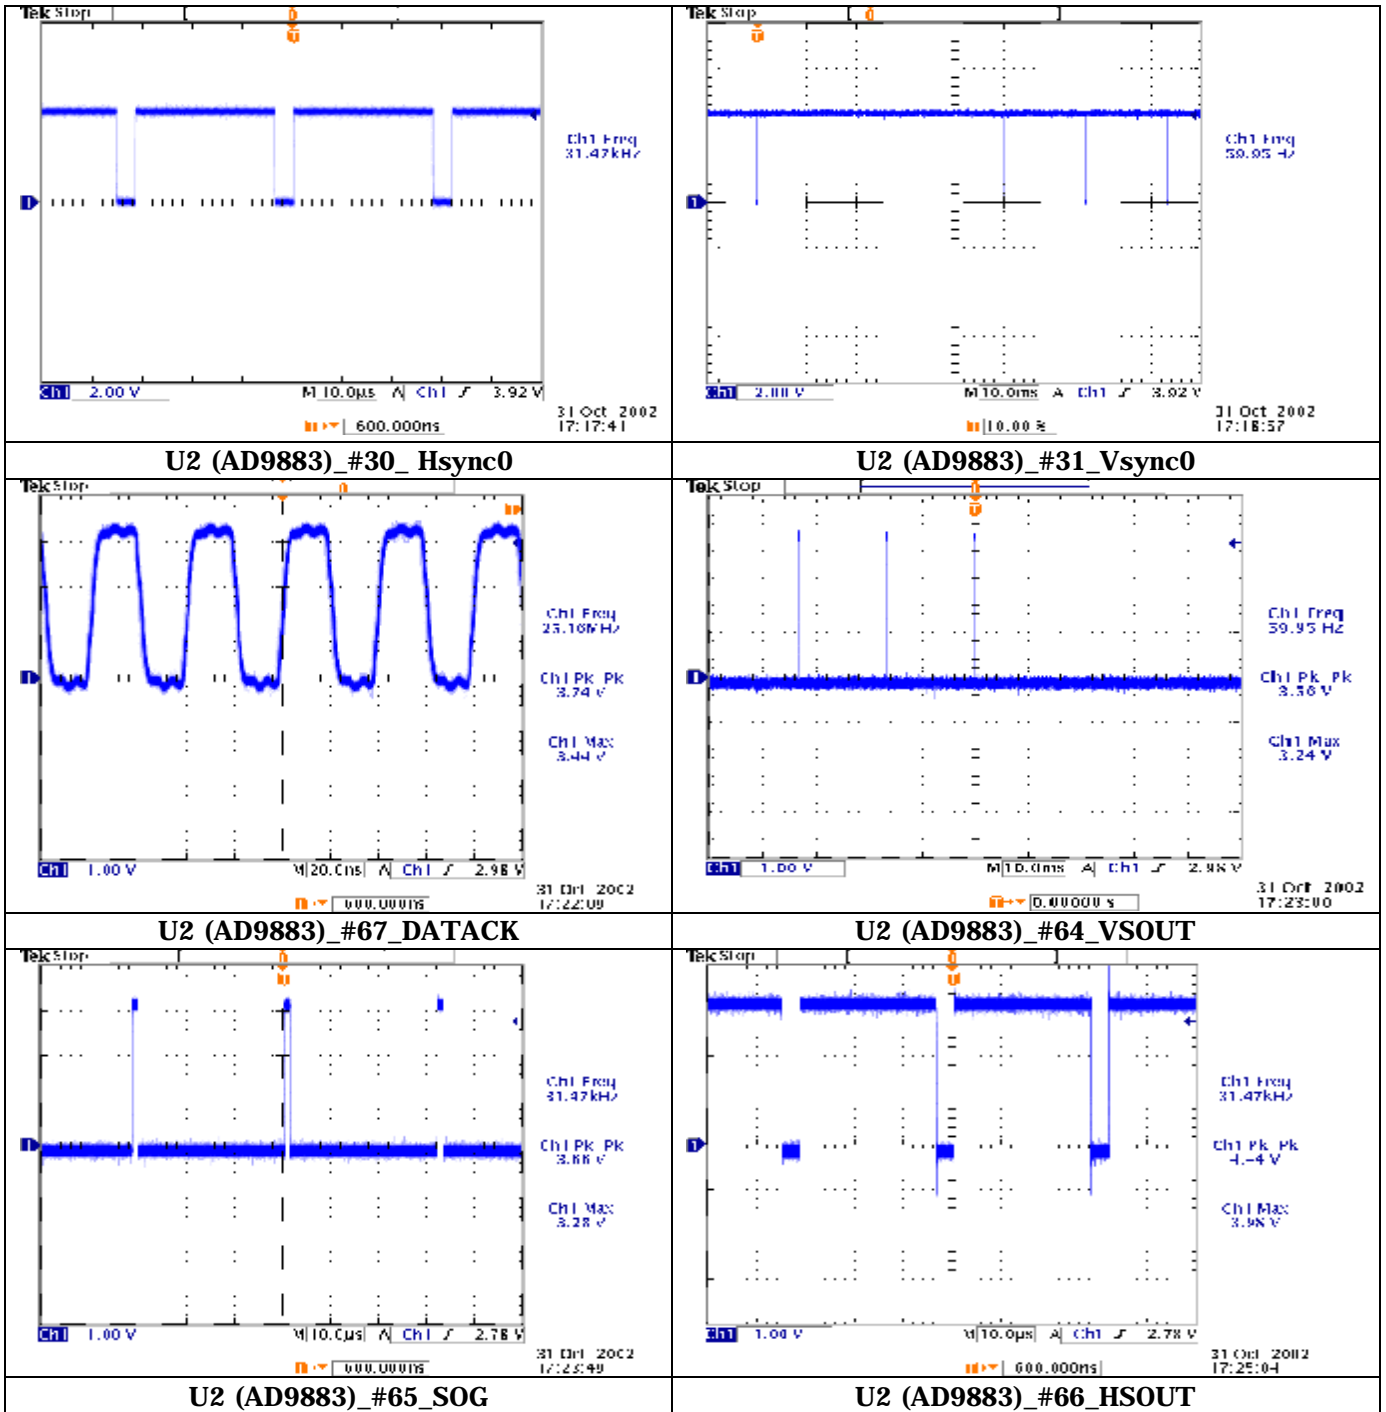 Tek Stop
Ch1 Freq
31.47kHz
Ch1 2.00 V M 10.0µs A Ch1 3.92 V
31 Oct 2002
17:17:41
600.000ns
U2 (AD9883)_#30_ Hsync0
Tek Stop
Ch1 Freq
59.95 Hz
Ch1 2.00 V M 10.0ms A Ch1 3.92 V
31 Oct 2002
17:18:57
10.00 %
U2 (AD9883)_#31_Vsync0
Tek Stop
Ch1 Freq
25.16MHz
Ch1 Pk Pk
3.74 V
Ch1 Max
3.44 V
Ch1 1.00 V M 20.0ns A Ch1 2.98 V
31 Oct 2002
17:22:09
600.000ns
U2 (AD9883)_#67_DATACK
Tek Stop
Ch1 Freq
59.95 HZ
Ch1 Pk Pk
3.56 V
Ch1 Max
3.24 V
Ch1 1.00 V M 10.0ms A Ch1 2.98 V
31 Oct 2002
17:23:00
0.00000 s
U2 (AD9883)_#64_VSOUT
Tek Stop
Ch1 Freq
31.47kHz
Ch1 Pk Pk
3.66 V
Ch1 Max
3.28 V
Ch1 1.00 V M 10.0µs A Ch1 2.78 V
31 Oct 2002
17:23:49
600.000ns
U2 (AD9883)_#65_SOG
Tek Stop
Ch1 Freq
31.47kHz
Ch1 Pk Pk
Ch1 Max
3.98 V
Ch1 1.00 V M 10.0µs A Ch1 2.78 V
31 Oct 2002
17:25:04
600.000ns
U2 (AD9883)_#66_HSOUT